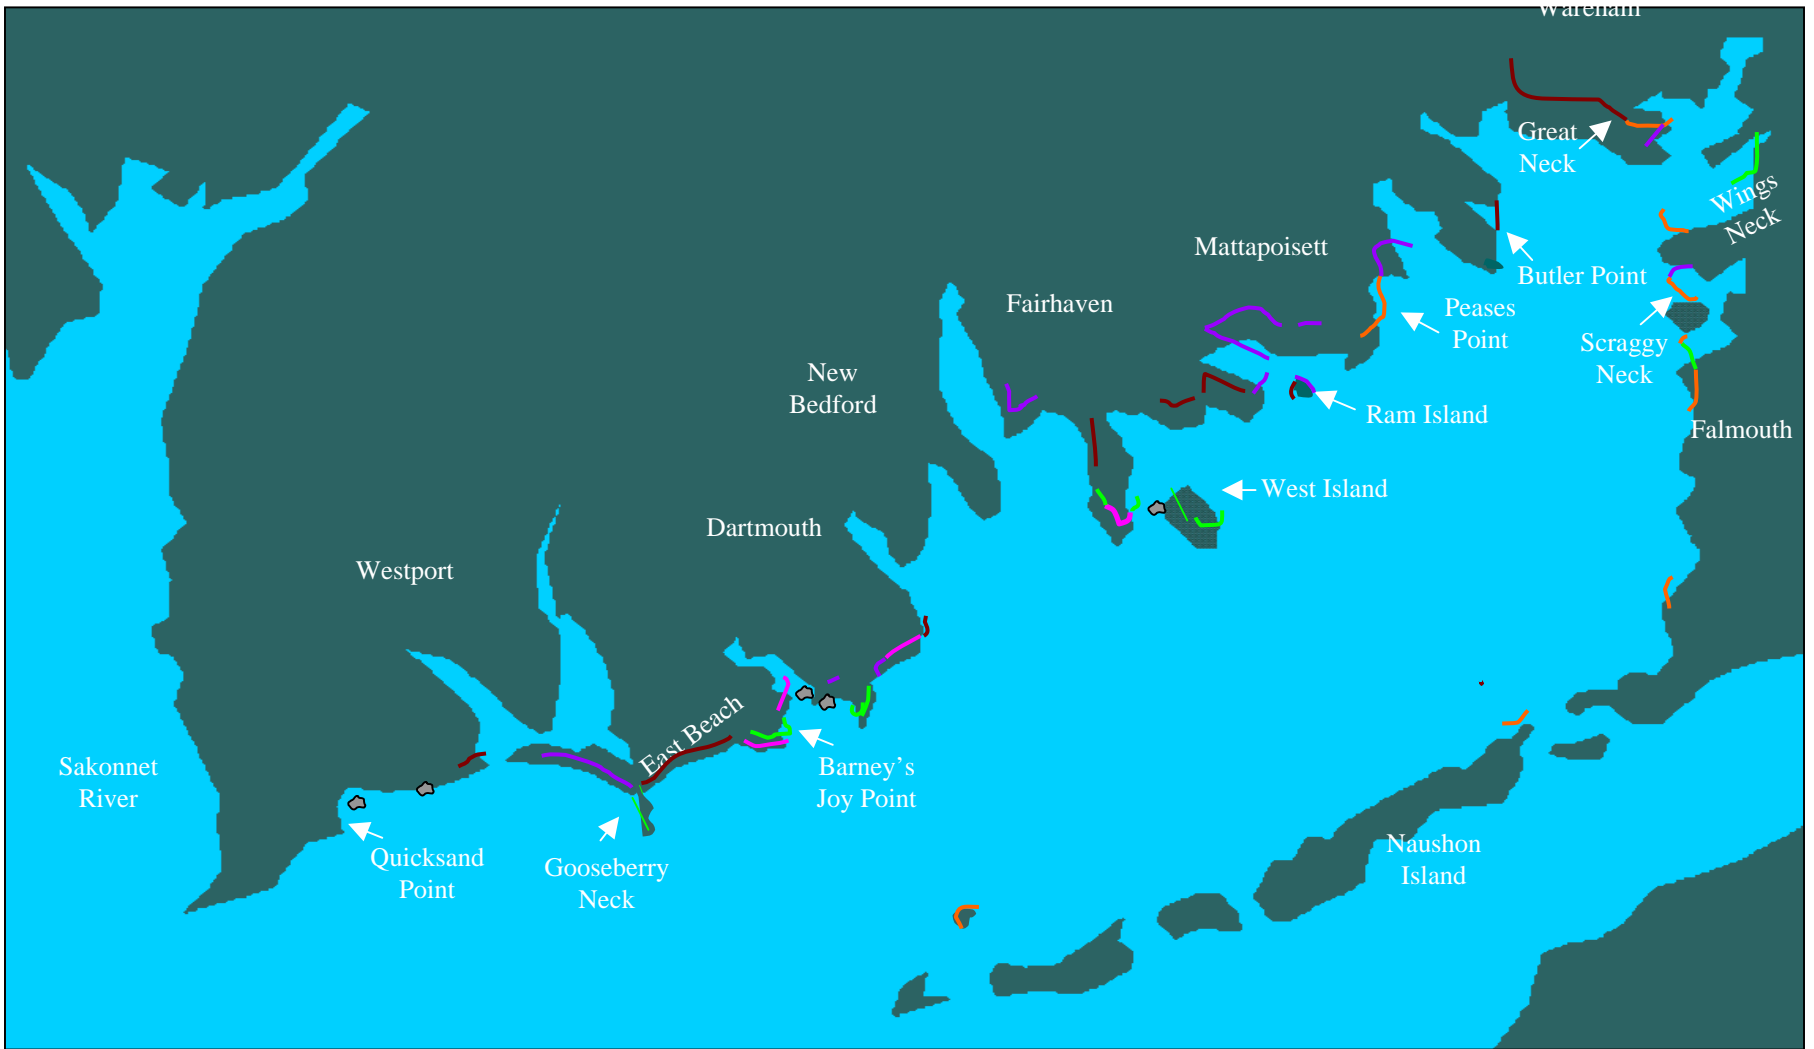 Wareham
Great
Neck
Wings
Neck
Mattapoisett
Butler Point
Fairhaven
Peases
Point
Scraggy
Neck
New
Bedford
Ram Island
Falmouth
West Island
Dartmouth
Westport
East Beach
Sakonnet
River
Barney’s
Joy Point
Quicksand
Point
Gooseberry
Neck
Naushon
Island